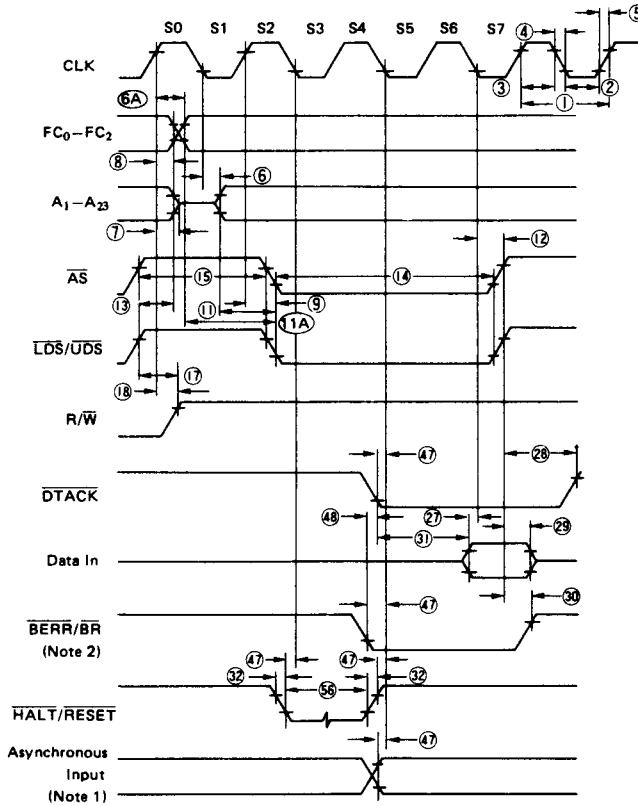 S0 S1 S2 S3 S4 S5 S6 S7 ④ ⑤
CLK
③ ① ②
6A
FC0–FC2
⑧
⑥
A1–A23
⑦
⑫
AS
⑮ ⑭
⑬ ⑪ ⑨
11A
LDS/UDS
⑱ ⑰
R/W
㊼ ㉘
DTACK
㊽ ㉗ ㉙
㉛
Data In
㊼ ㉚
BERR/BR
(Note 2)
㊼ ㊼
㉜ 56 ㉜
HALT/RESET
㊼
Asynchronous
Input
(Note 1)